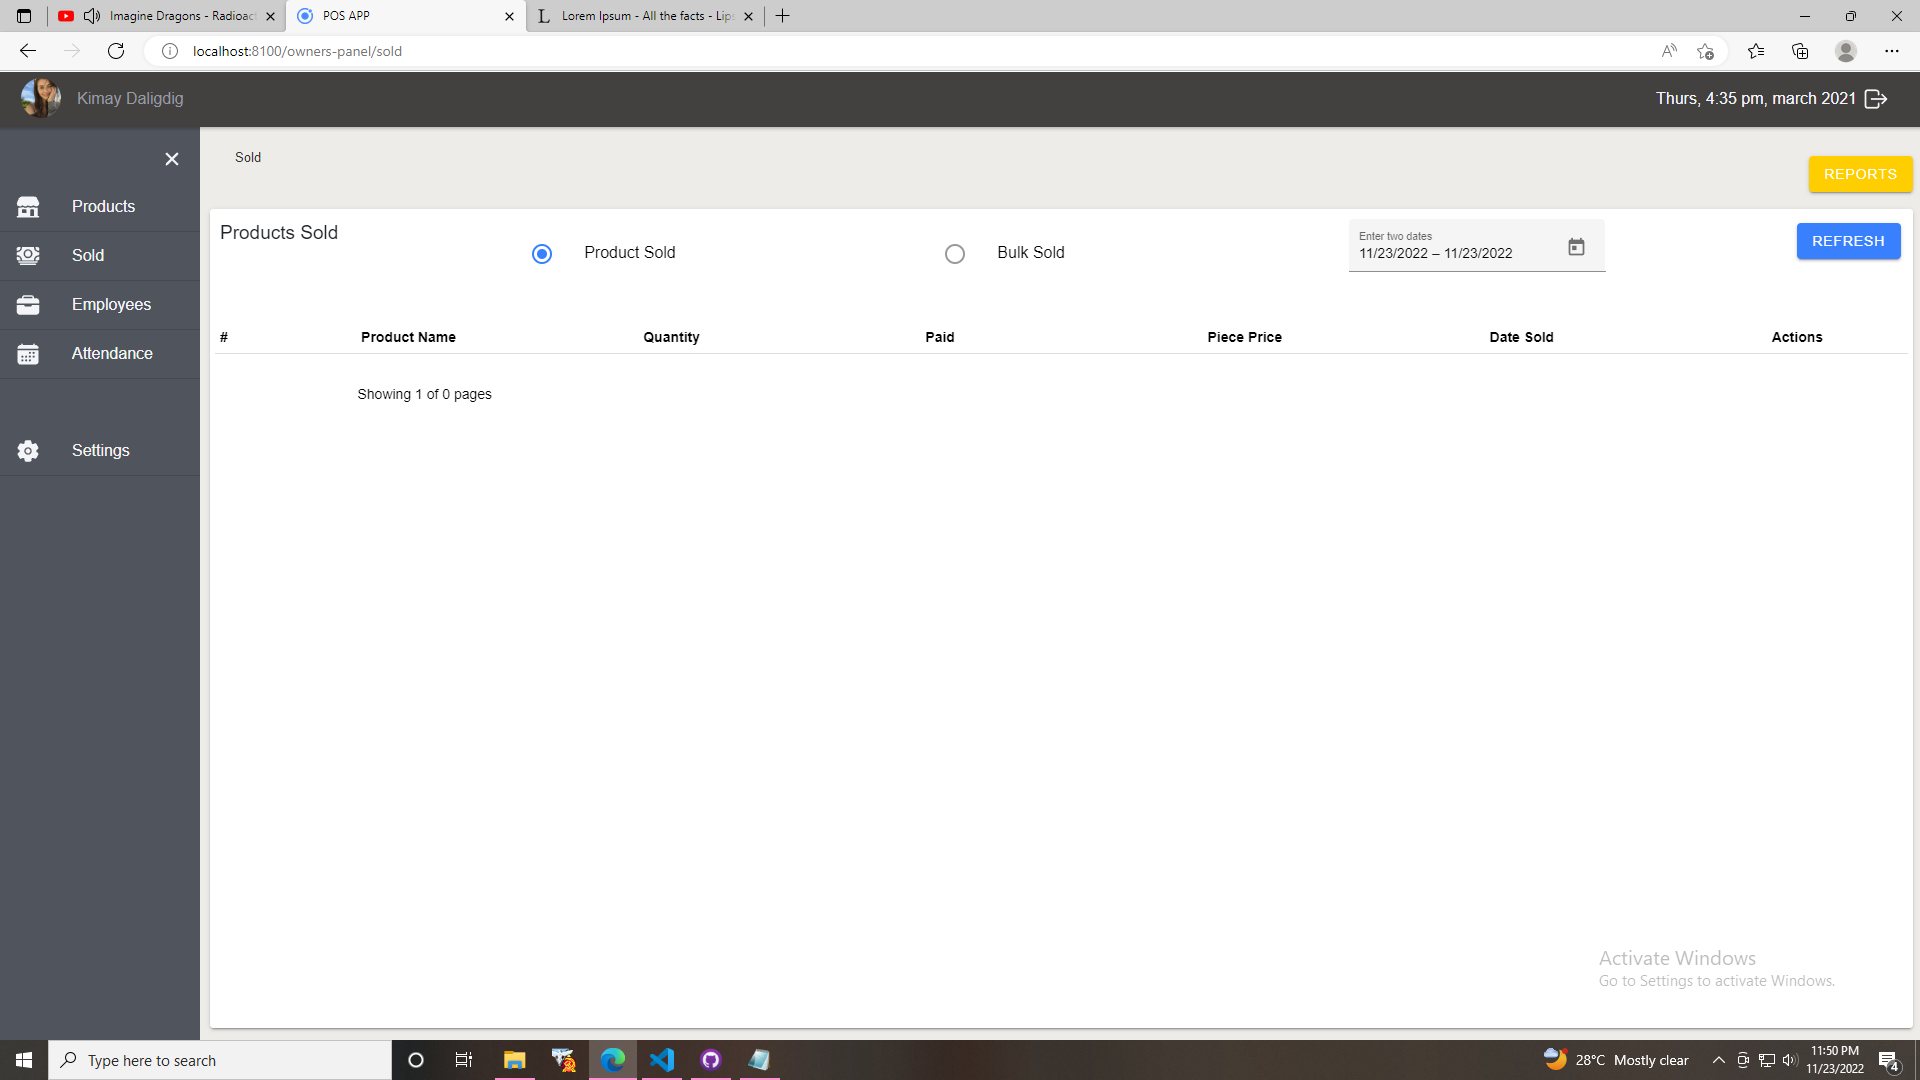 Imagine Dragons - Radioact
POS APP
Lorem Ipsum - All the facts - Lips
localhost:8100/owners-panel/sold
Kimay Daligdig
Thurs, 4:35 pm, march 2021
Sold
REPORTS
Products
Sold
Employees
Attendance
Settings
Products Sold
Product Sold
Bulk Sold
Enter two dates
11/23/2022 – 11/23/2022
REFRESH
# Product Name Quantity Paid Piece Price Date Sold Actions
Showing 1 of 0 pages
Activate Windows
Go to Settings to activate Windows.
Type here to search
28°C Mostly clear
11:50 PM
11/23/2022
4